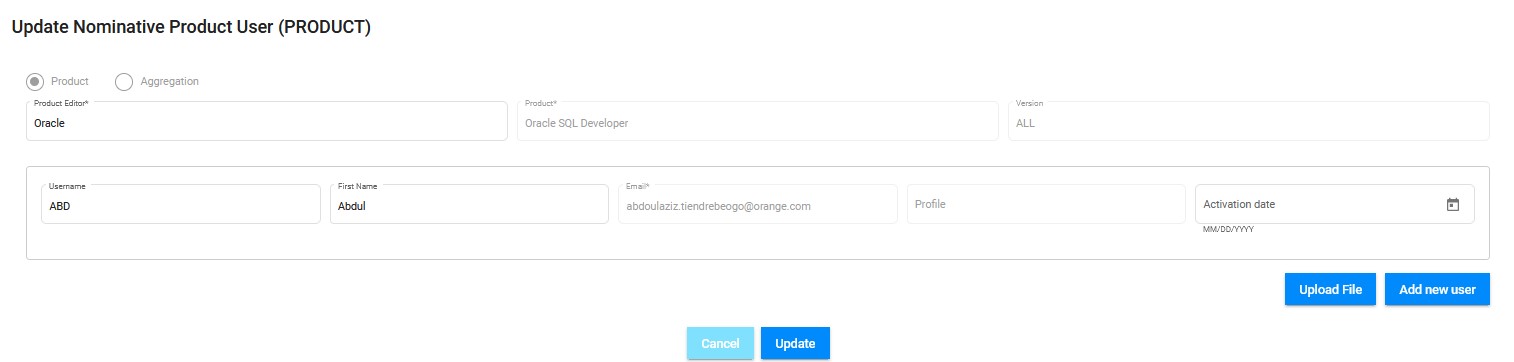 Update Nominative Product User (PRODUCT)
Product Aggregation
Product Editor* Product* Version
Oracle Oracle SQL Developer ALL
Username First Name Email*
ABD Abdul abdoulaziz.tiendrebeogo@orange.com Profile Activation date
MM/DD/YYYY
Upload File Add new user
Cancel Update